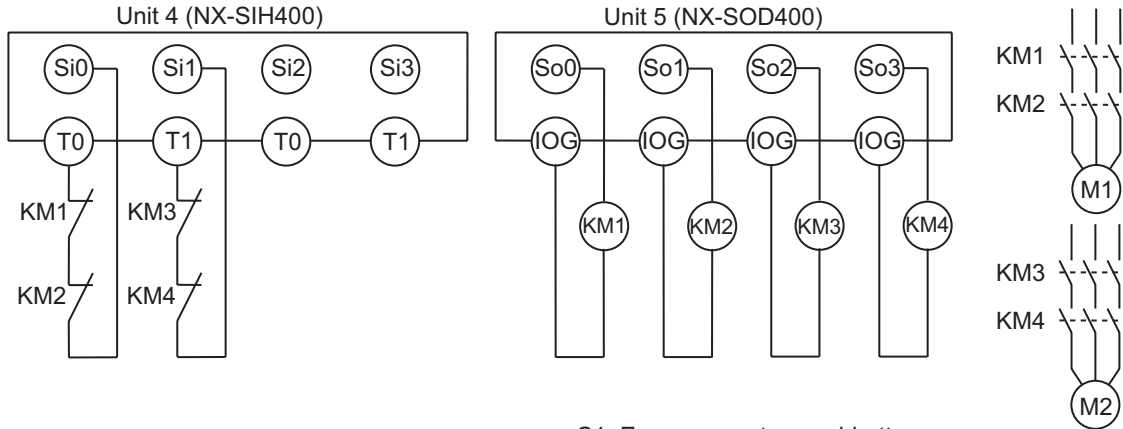 Unit 4 (NX-SIH400)
Unit 5 (NX-SOD400)
Si0 Si1 Si2 Si3
So0 So1 So2 So3
T0 T1 T0 T1
IOG IOG IOG IOG
KM1 KM3
KM2 KM4
KM1 KM2 KM3 KM4
KM1
KM2
M1
KM3
KM4
M2